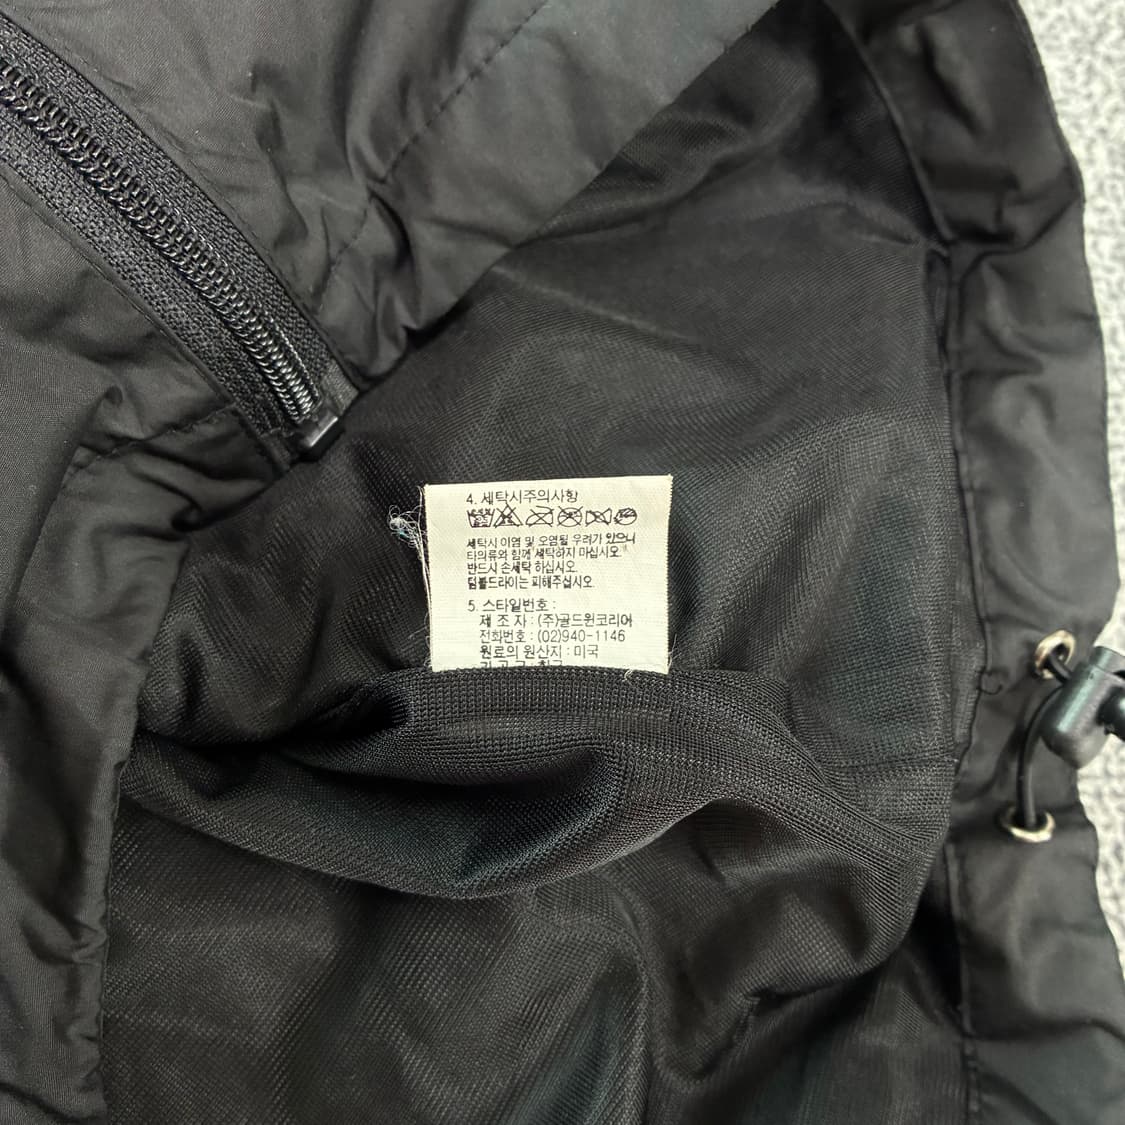 4. 세탁시주의사항
세탁시 이염 및 오염될 우려가 있으니
타의류와 함께 세탁하지 마십시오.
반드시 손세탁 하십시오.
텀블드라이는 피해주십시오.
5. 스타일번호 :
제 조 자 : (주)골드윈코리아
전화번호 : (02)940-1146
원료의 원산지 : 미국